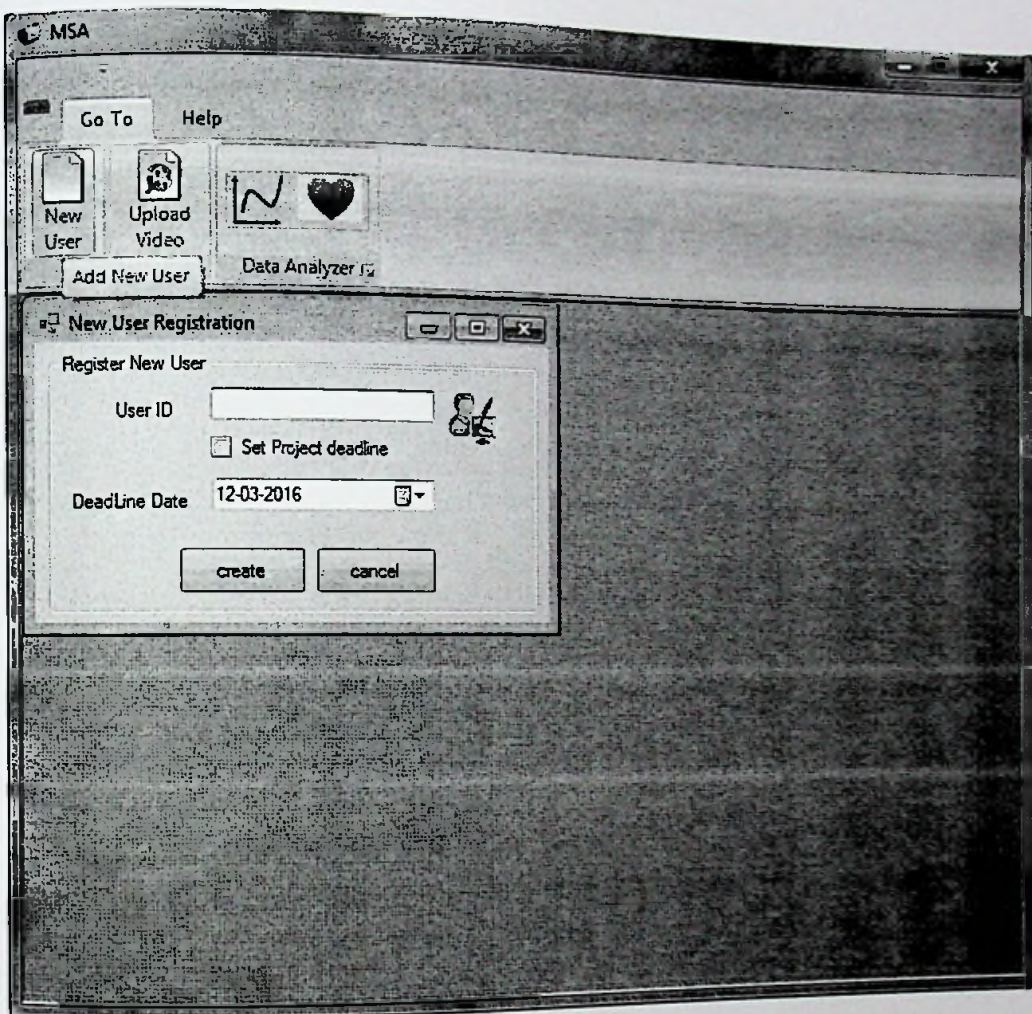 MSA
Go To Help
New User
Upload Video
Data Analyzer
Add New User
New User Registration
Register New User
User ID
Set Project deadline
DeadLine Date 12-03-2016
create cancel